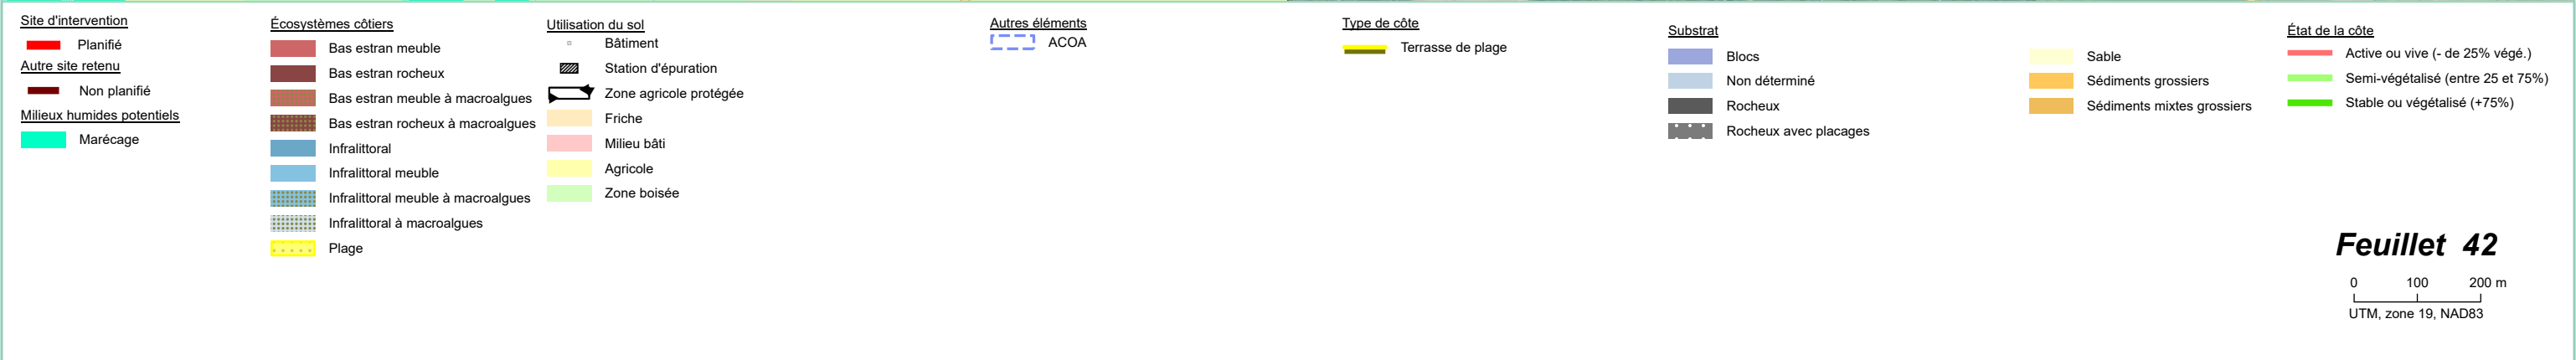 Site d'intervention
Planifié
Autre site retenu
Non planifié
Milieux humides potentiels
Marécage
Écosystèmes côtiers
Bas estran meuble
Bas estran rocheux
Bas estran meuble à macroalgues
Bas estran rocheux à macroalgues
Infralittoral
Infralittoral meuble
Infralittoral meuble à macroalgues
Infralittoral à macroalgues
Plage
Utilisation du sol
Bâtiment
Station d'épuration
Zone agricole protégée
Friche
Milieu bâti
Agricole
Zone boisée
Autres éléments
ACOA
Type de côte
Terrasse de plage
Substrat
Blocs
Non déterminé
Rocheux
Rocheux avec placages
Sable
Sédiments grossiers
Sédiments mixtes grossiers
État de la côte
Active ou vive (- de 25% végé.)
Semi-végétalisé (entre 25 et 75%)
Stable ou végétalisé (+75%)
Feuillet 42
0 100 200 m
UTM, zone 19, NAD83